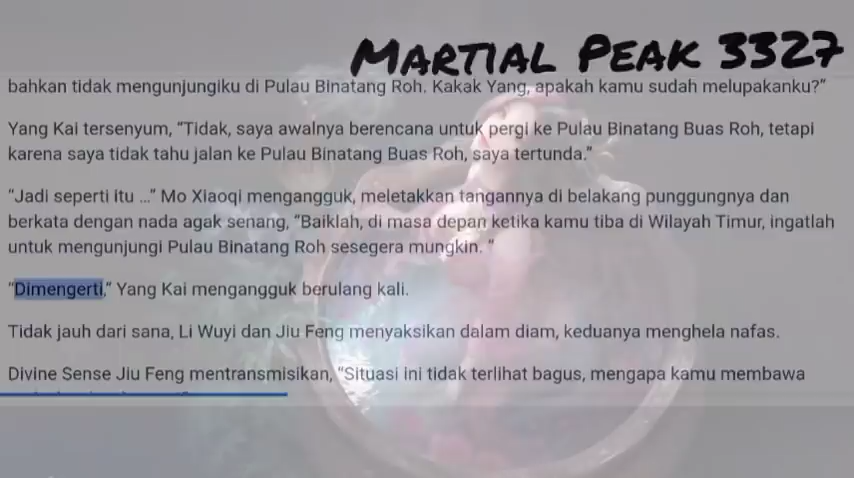 MARTIAL PEAK 3327
bahkan tidak mengunjungiku di Pulau Binatang Roh. Kakak Yang, apakah kamu sudah melupakanku?"
Yang Kai tersenyum, "Tidak, saya awalnya berencana untuk pergi ke Pulau Binatang Buas Roh, tetapi
karena saya tidak tahu jalan ke Pulau Binatang Buas Roh, saya tertunda."
"Jadi seperti itu ..." Mo Xiaoqi mengangguk, meletakkan tangannya di belakang punggungnya dan
berkata dengan nada agak senang, "Baiklah, di masa depan ketika kamu tiba di Wilayah Timur, ingatlah
untuk mengunjungi Pulau Binatang Roh sesegera mungkin. "
"Dimengerti," Yang Kai mengangguk berulang kali.
Tidak jauh dari sana, Li Wuyi dan Jiu Feng menyaksikan dalam diam, keduanya menghela nafas.
Divine Sense Jiu Feng mentransmisikan, "Situasi ini tidak terlihat bagus, mengapa kamu membawa